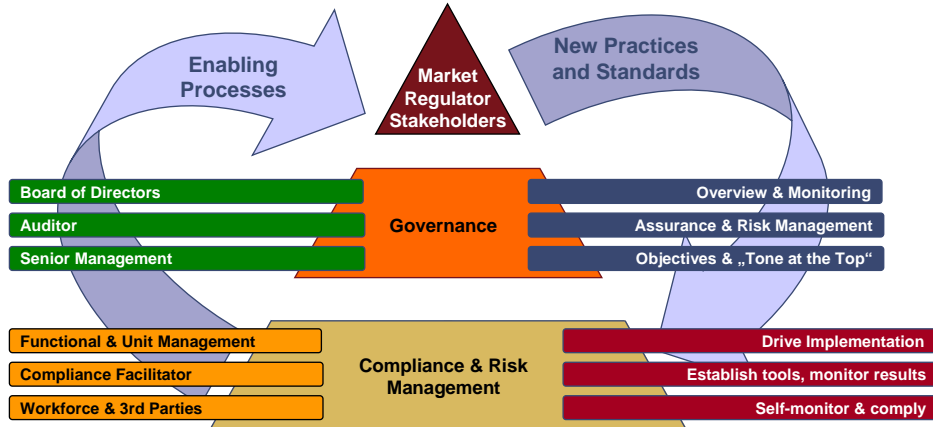 Enabling
Processes
Market
Regulator
Stakeholders
New Practices
and Standards
Board of Directors
Overview & Monitoring
Auditor
Governance
Assurance & Risk Management
Senior Management
Objectives & „Tone at the Top“
Functional & Unit Management
Drive Implementation
Compliance Facilitator
Compliance & Risk
Management
Establish tools, monitor results
Workforce & 3rd Parties
Self-monitor & comply